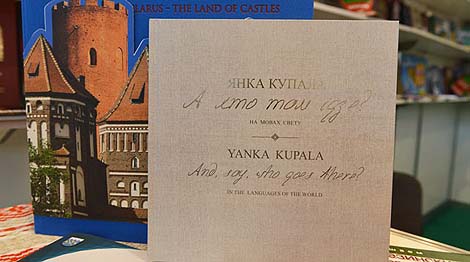 BELARUS – THE LAND OF CASTLES
ЯНКА КУПАЛА
А хто там ідзе?
НА МОВАХ СВЕТУ
YANKA KUPALA
And, say, who goes there?
IN THE LANGUAGES OF THE WORLD